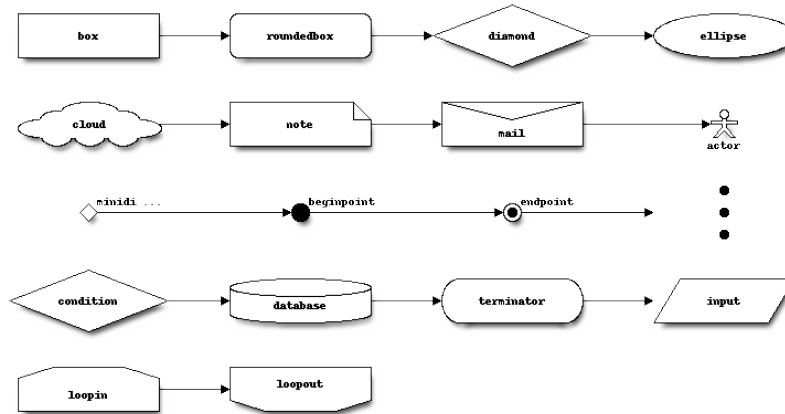 box
roundedbox
diamond
ellipse
cloud
note
mail
actor
minidi ...
beginpoint
endpoint
condition
database
terminator
input
loopin
loopout